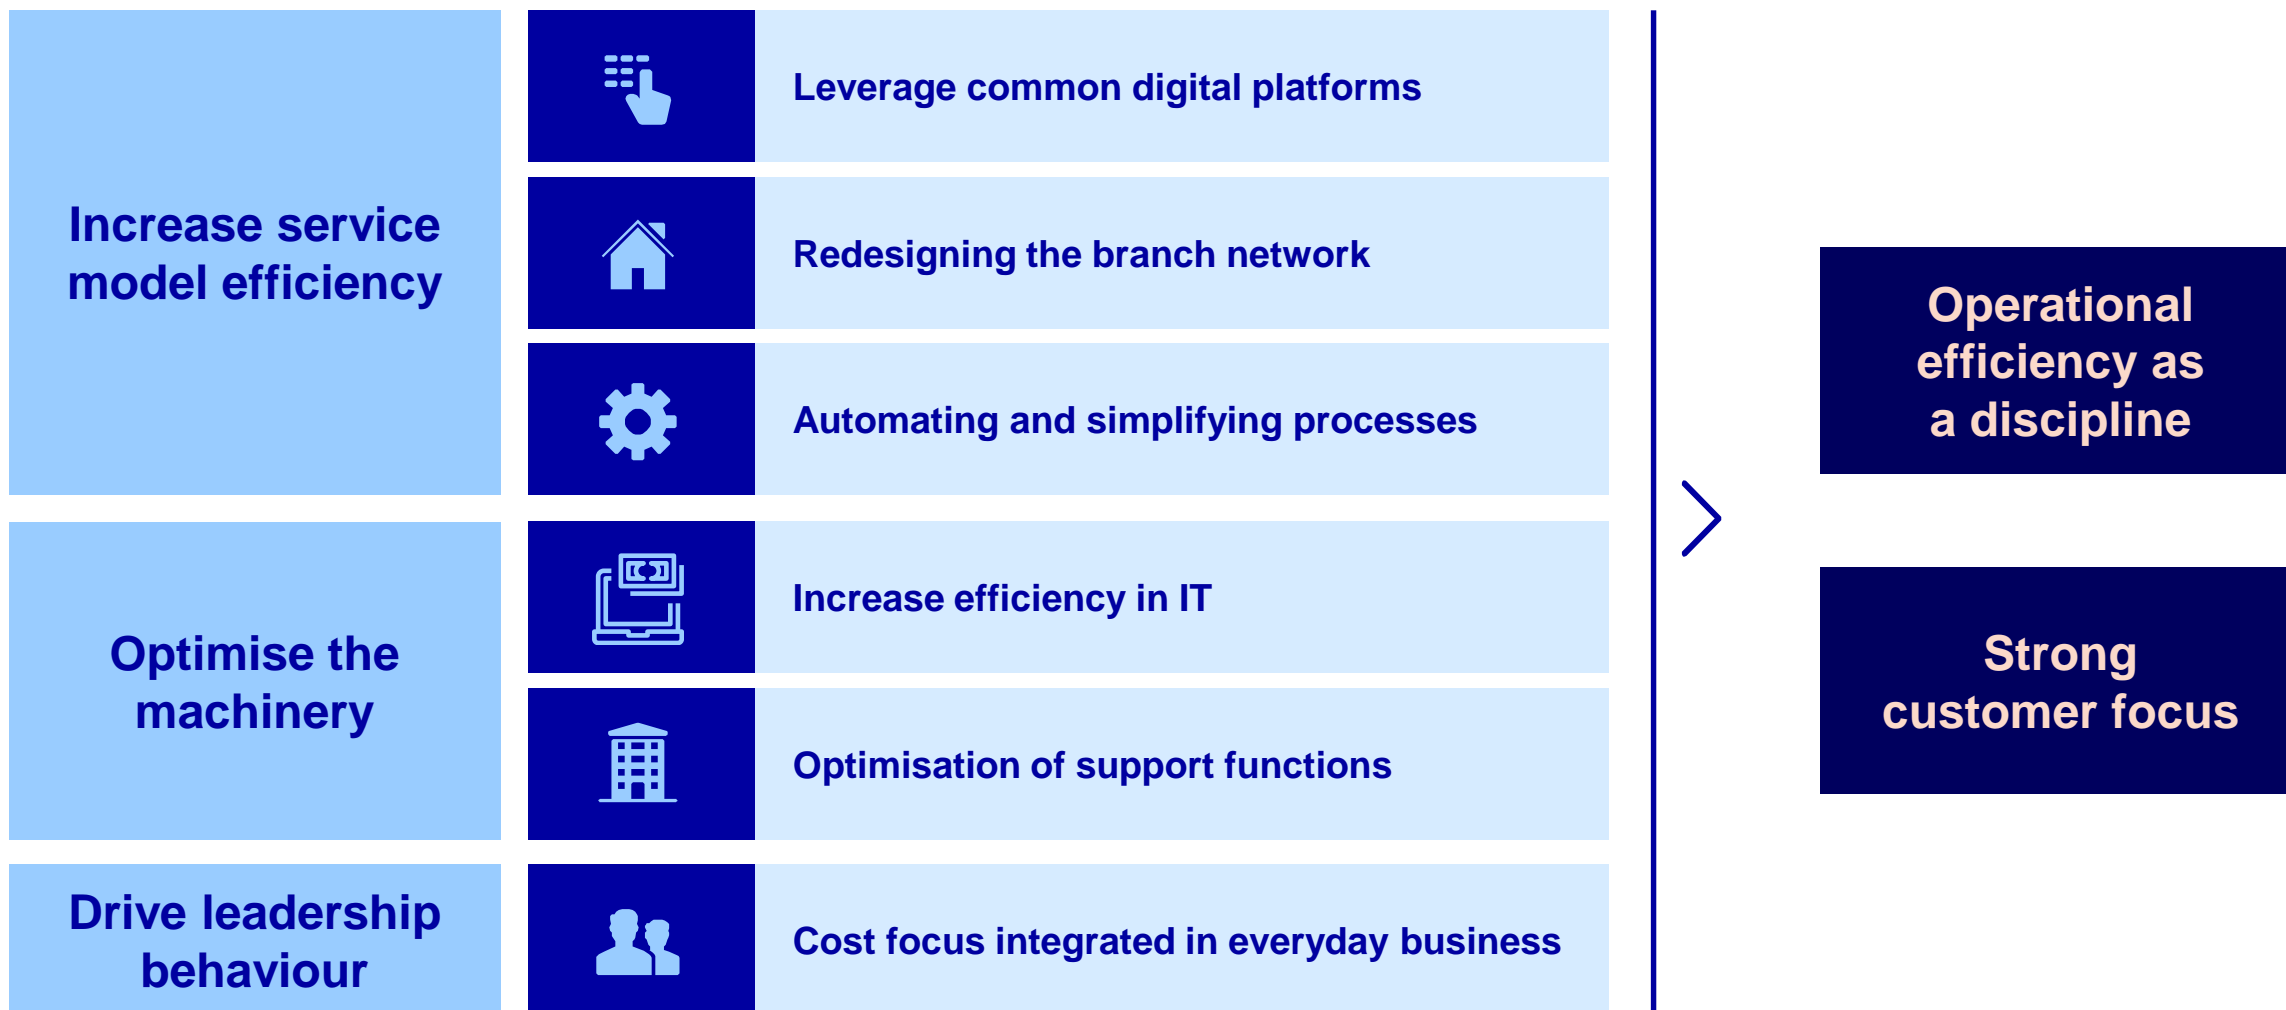 Increase service
model efficiency
Leverage common digital platforms
Redesigning the branch network
Automating and simplifying processes
Optimise the
machinery
Increase efficiency in IT
Optimisation of support functions
Drive leadership
behaviour
Cost focus integrated in everyday business
Operational
efficiency as
a discipline
Strong
customer focus